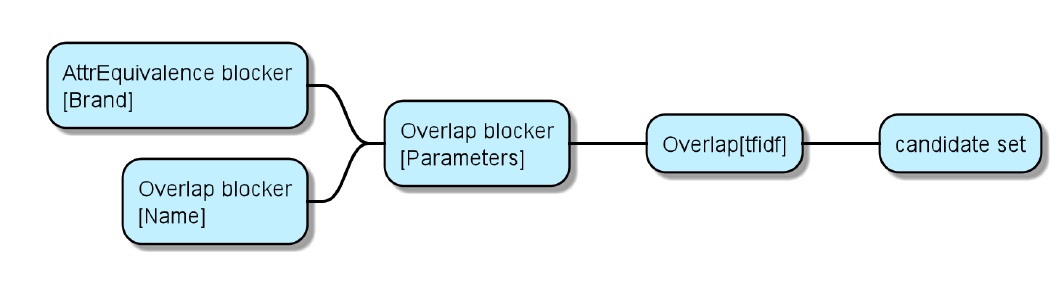 AttrEquivalence blocker
[Brand]
Overlap blocker
[Name]
Overlap blocker
[Parameters]
Overlap[tfidf]
candidate set